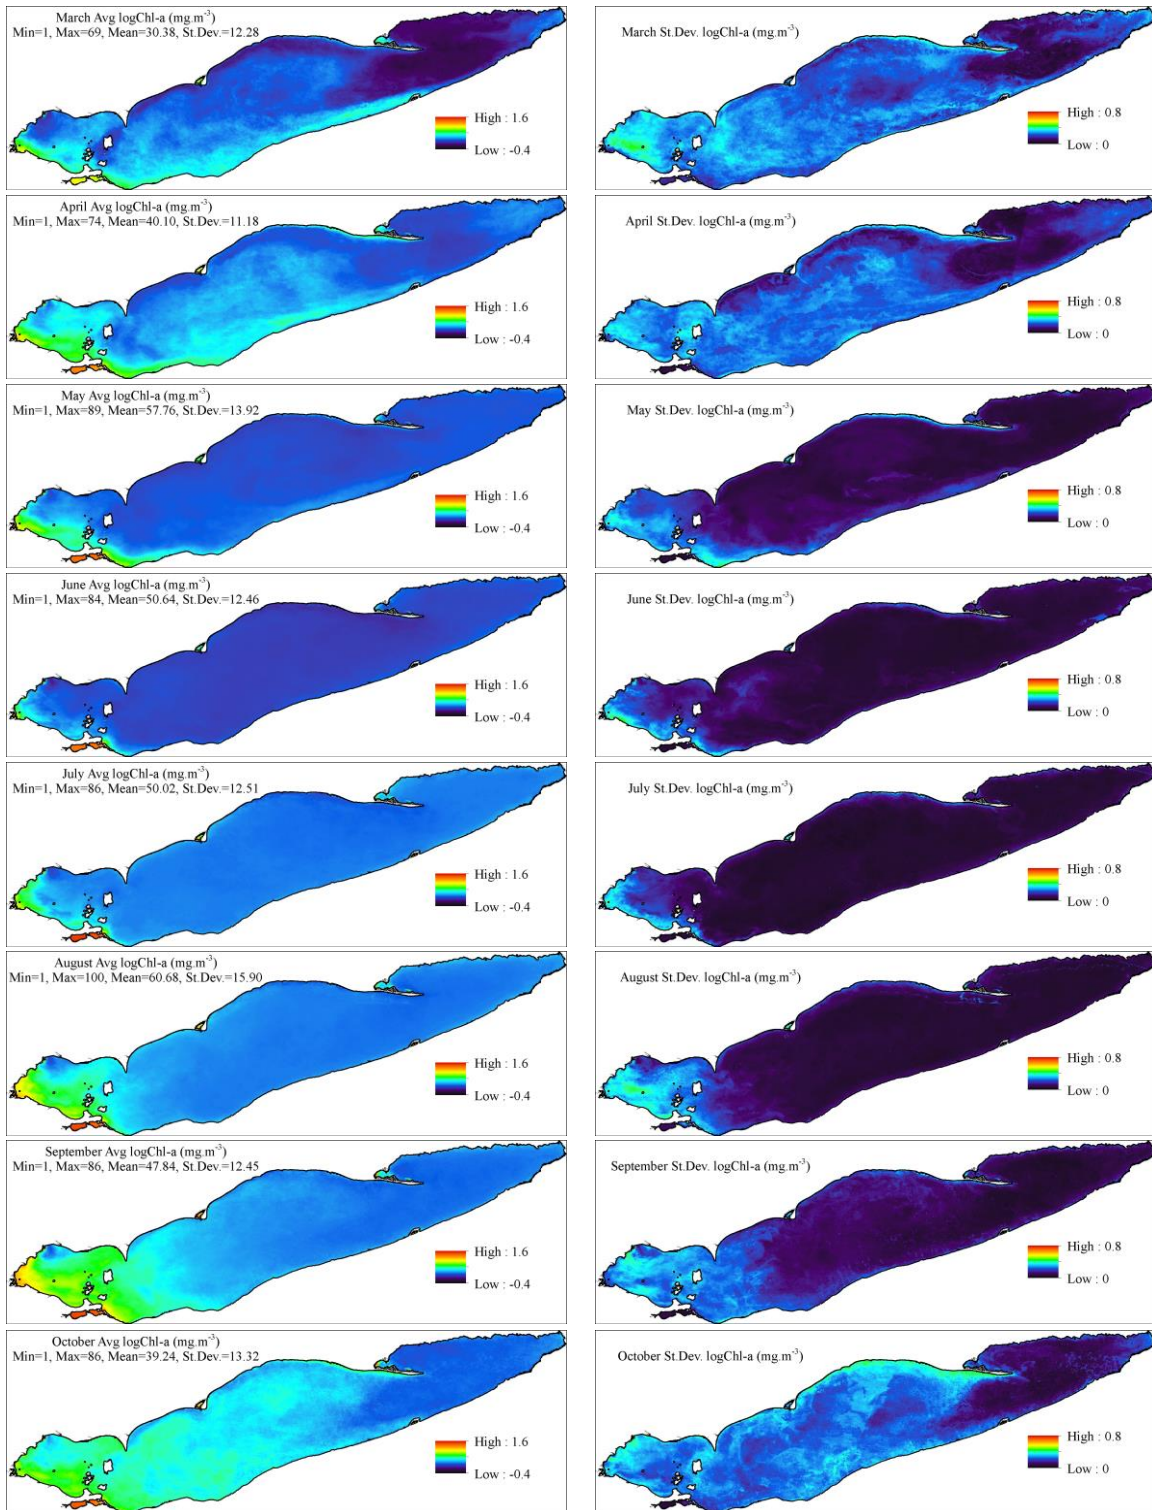 March Avg logChl-a (mg.m-3)
Min=1, Max=69, Mean=30.38, St.Dev.=12.28
High : 1.6
Low : -0.4
March St.Dev. logChl-a (mg.m-3)
High : 0.8
Low : 0
April Avg logChl-a (mg.m-3)
Min=1, Max=74, Mean=40.10, St.Dev.=11.18
High : 1.6
Low : -0.4
April St.Dev. logChl-a (mg.m-3)
High : 0.8
Low : 0
May Avg logChl-a (mg.m-3)
Min=1, Max=89, Mean=57.76, St.Dev.=13.92
High : 1.6
Low : -0.4
May St.Dev. logChl-a (mg.m-3)
High : 0.8
Low : 0
June Avg logChl-a (mg.m-3)
Min=1, Max=84, Mean=50.64, St.Dev.=12.46
High : 1.6
Low : -0.4
June St.Dev. logChl-a (mg.m-3)
High : 0.8
Low : 0
July Avg logChl-a (mg.m-3)
Min=1, Max=86, Mean=50.02, St.Dev.=12.51
High : 1.6
Low : -0.4
July St.Dev. logChl-a (mg.m-3)
High : 0.8
Low : 0
August Avg logChl-a (mg.m-3)
Min=1, Max=100, Mean=60.68, St.Dev.=15.90
High : 1.6
Low : -0.4
August St.Dev. logChl-a (mg.m-3)
High : 0.8
Low : 0
September Avg logChl-a (mg.m-3)
Min=1, Max=86, Mean=47.84, St.Dev.=12.45
High : 1.6
Low : -0.4
September St.Dev. logChl-a (mg.m-3)
High : 0.8
Low : 0
October Avg logChl-a (mg.m-3)
Min=1, Max=86, Mean=39.24, St.Dev.=13.32
High : 1.6
Low : -0.4
October St.Dev. logChl-a (mg.m-3)
High : 0.8
Low : 0